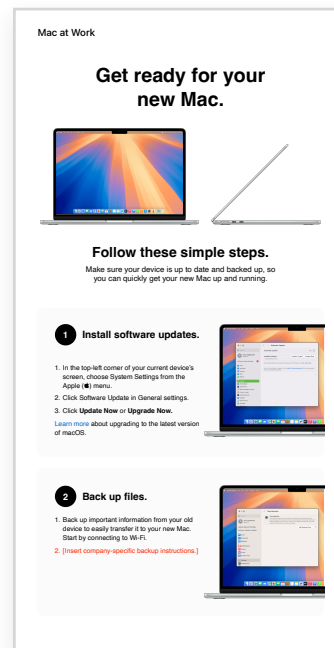 Mac at Work
Get ready for your
new Mac.
Follow these simple steps.
Make sure your device is up to date and backed up, so
you can quickly get your new Mac up and running.
1 Install software updates.
1. In the top-left corner of your current device's
screen, choose System Settings from the
Apple () menu.
2. Click Software Update in General settings.
3. Click Update Now or Upgrade Now.
Learn more about upgrading to the latest version
of macOS.
2 Back up files.
1. Back up important information from your old
device to easily transfer it to your new Mac.
Start by connecting to Wi-Fi.
2. [Insert company-specific backup instructions.]